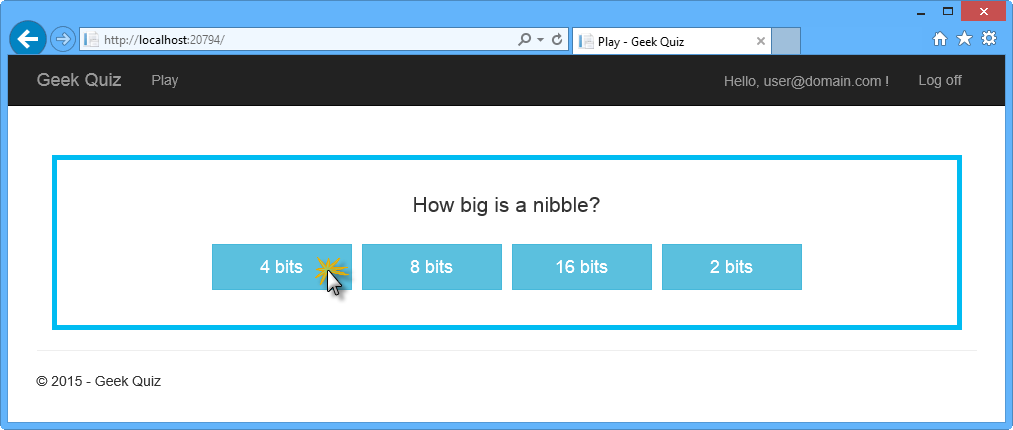 http://localhost:20794/
Play - Geek Quiz
Geek Quiz
Play
Hello, user@domain.com !
Log off
How big is a nibble?
4 bits
8 bits
16 bits
2 bits
© 2015 - Geek Quiz